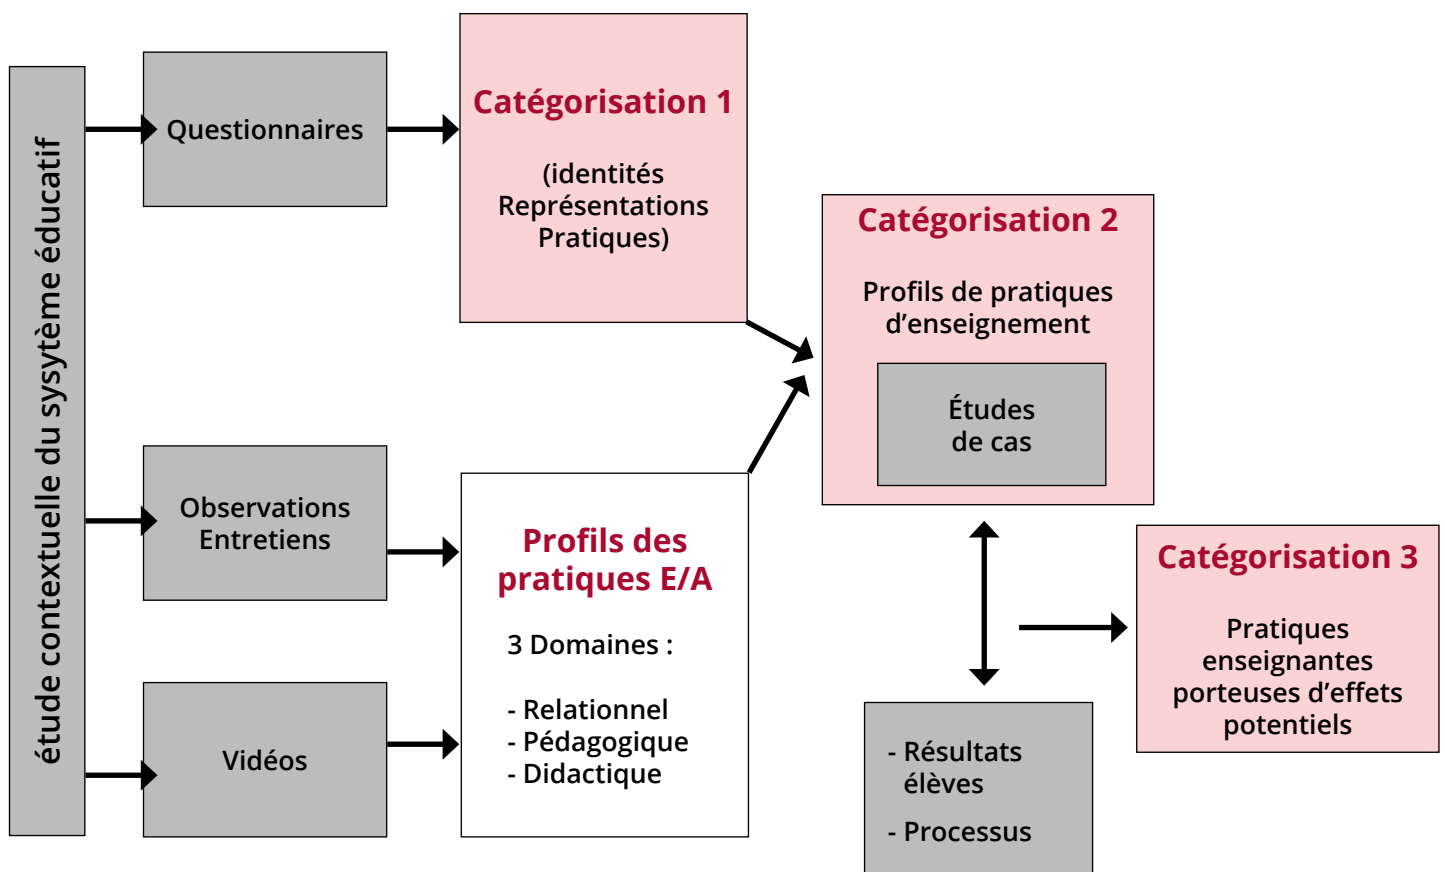 étude contextuelle du sysytème éducatif
Questionnaires
Catégorisation 1
(identités
Représentations
Pratiques)
Observations
Entretiens
Vidéos
Profils des
pratiques E/A
3 Domaines :
- Relationnel
- Pédagogique
- Didactique
Catégorisation 2
Profils de pratiques
d’enseignement
Études
de cas
- Résultats
élèves
- Processus
Catégorisation 3
Pratiques
enseignantes
porteuses d’effets
potentiels